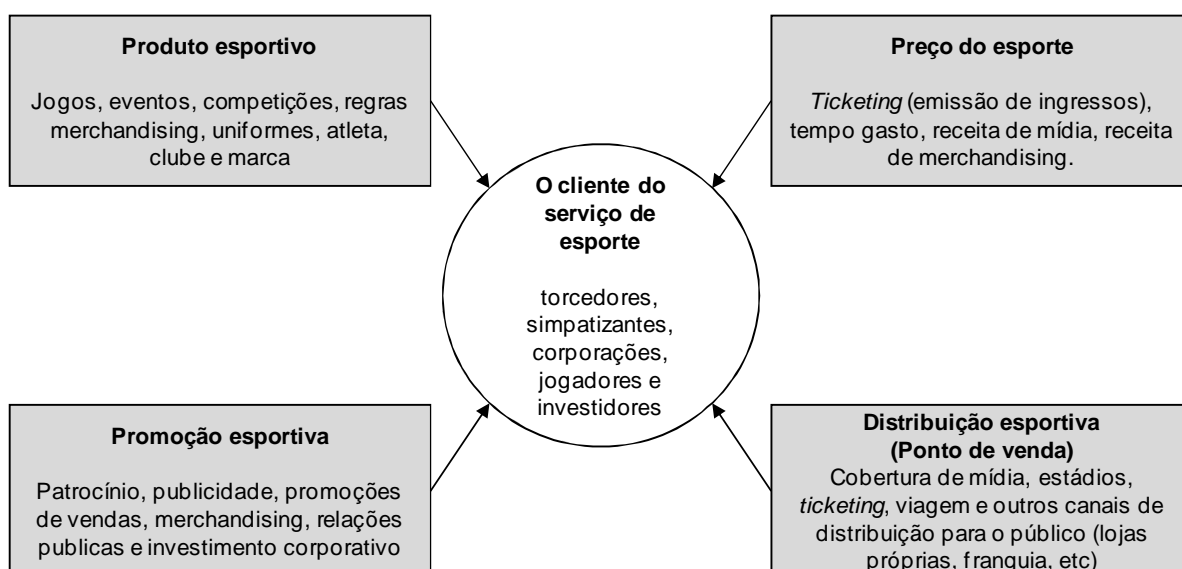 Produto esportivo
Jogos, eventos, competições, regras
merchandising, uniformes, atleta,
clube e marca
Preço do esporte
Ticketing (emissão de ingressos),
tempo gasto, receita de mídia, receita
de merchandising.
O cliente do
serviço de
esporte
torcedores,
simpatizantes,
corporações,
jogadores e
investidores
Promoção esportiva
Patrocínio, publicidade, promoções
de vendas, merchandising, relações
publicas e investimento corporativo
Distribuição esportiva
(Ponto de venda)
Cobertura de mídia, estádios,
ticketing, viagem e outros canais de
distribuição para o público (lojas
próprias, franquia, etc)